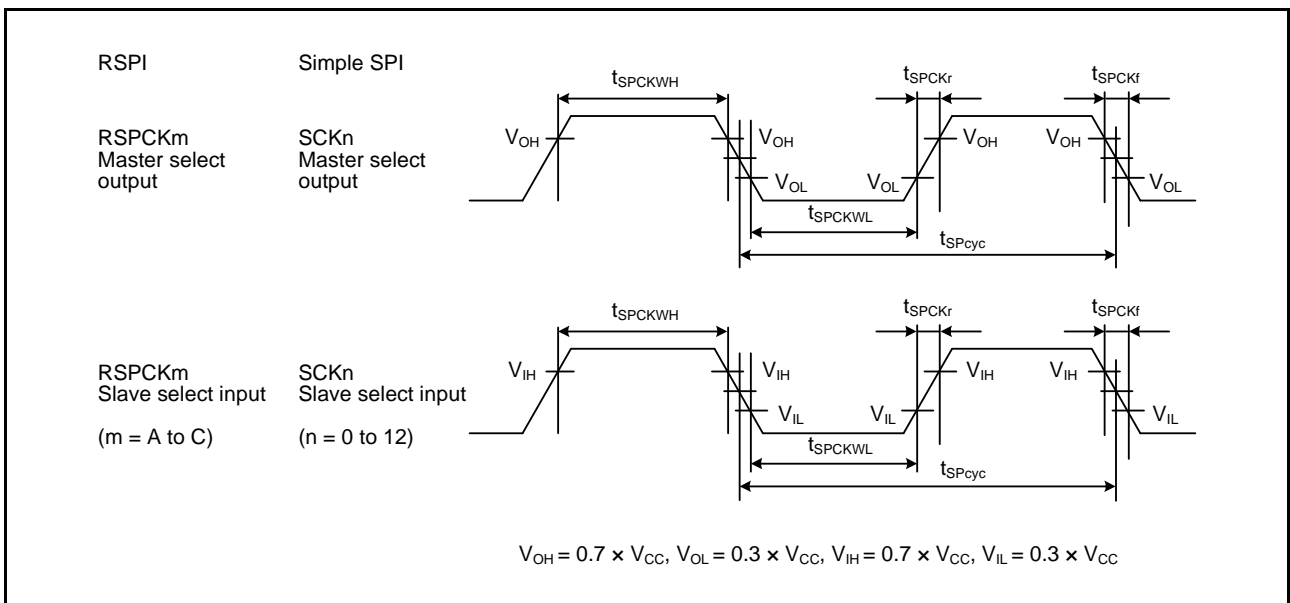 RSPI
Simple SPI
RSPCKm
Master select
output
SCKn
Master select
output
tSPCKWH
tSPCKr
tSPCKf
VOH
VOH
VOH
VOH
VOL
VOL
VOL
tSPCKWL
tSPcyc
RSPCKm
Slave select input
(m = A to C)
SCKn
Slave select input
(n = 0 to 12)
tSPCKWH
tSPCKr
tSPCKf
VIH
VIH
VIH
VIH
VIL
VIL
VIL
tSPCKWL
tSPcyc
VOH = 0.7 × VCC, VOL = 0.3 × VCC, VIH = 0.7 × VCC, VIL = 0.3 × VCC